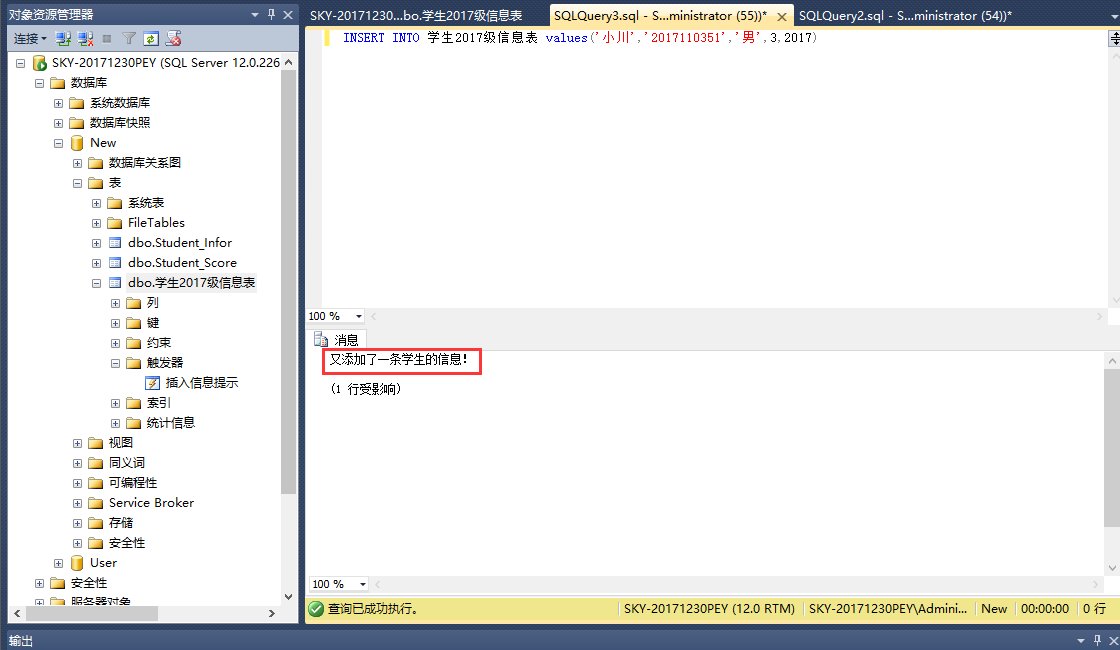 对象资源管理器
连接
SKY-20171230PEY (SQL Server 12.0.226
数据库
系统数据库
数据库快照
New
数据库关系图
表
系统表
FileTables
dbo.Student_Infor
dbo.Student_Score
dbo.学生2017级信息表
列
键
约束
触发器
插入信息提示
索引
统计信息
视图
同义词
可编程性
Service Broker
存储
安全性
User
安全性
服务器对象
SKY-20171230...bo.学生2017级信息表
SQLQuery3.sql - S...ministrator (55))*
SQLQuery2.sql - S...ministrator (54))*
INSERT INTO 学生2017级信息表 values('小川','2017110351','男',3,2017)
100 %
消息
又添加了一条学生的信息!
(1 行受影响)
100 %
查询已成功执行。
SKY-20171230PEY (12.0 RTM)
SKY-20171230PEY\Admini...
New
00:00:00
0 行
输出